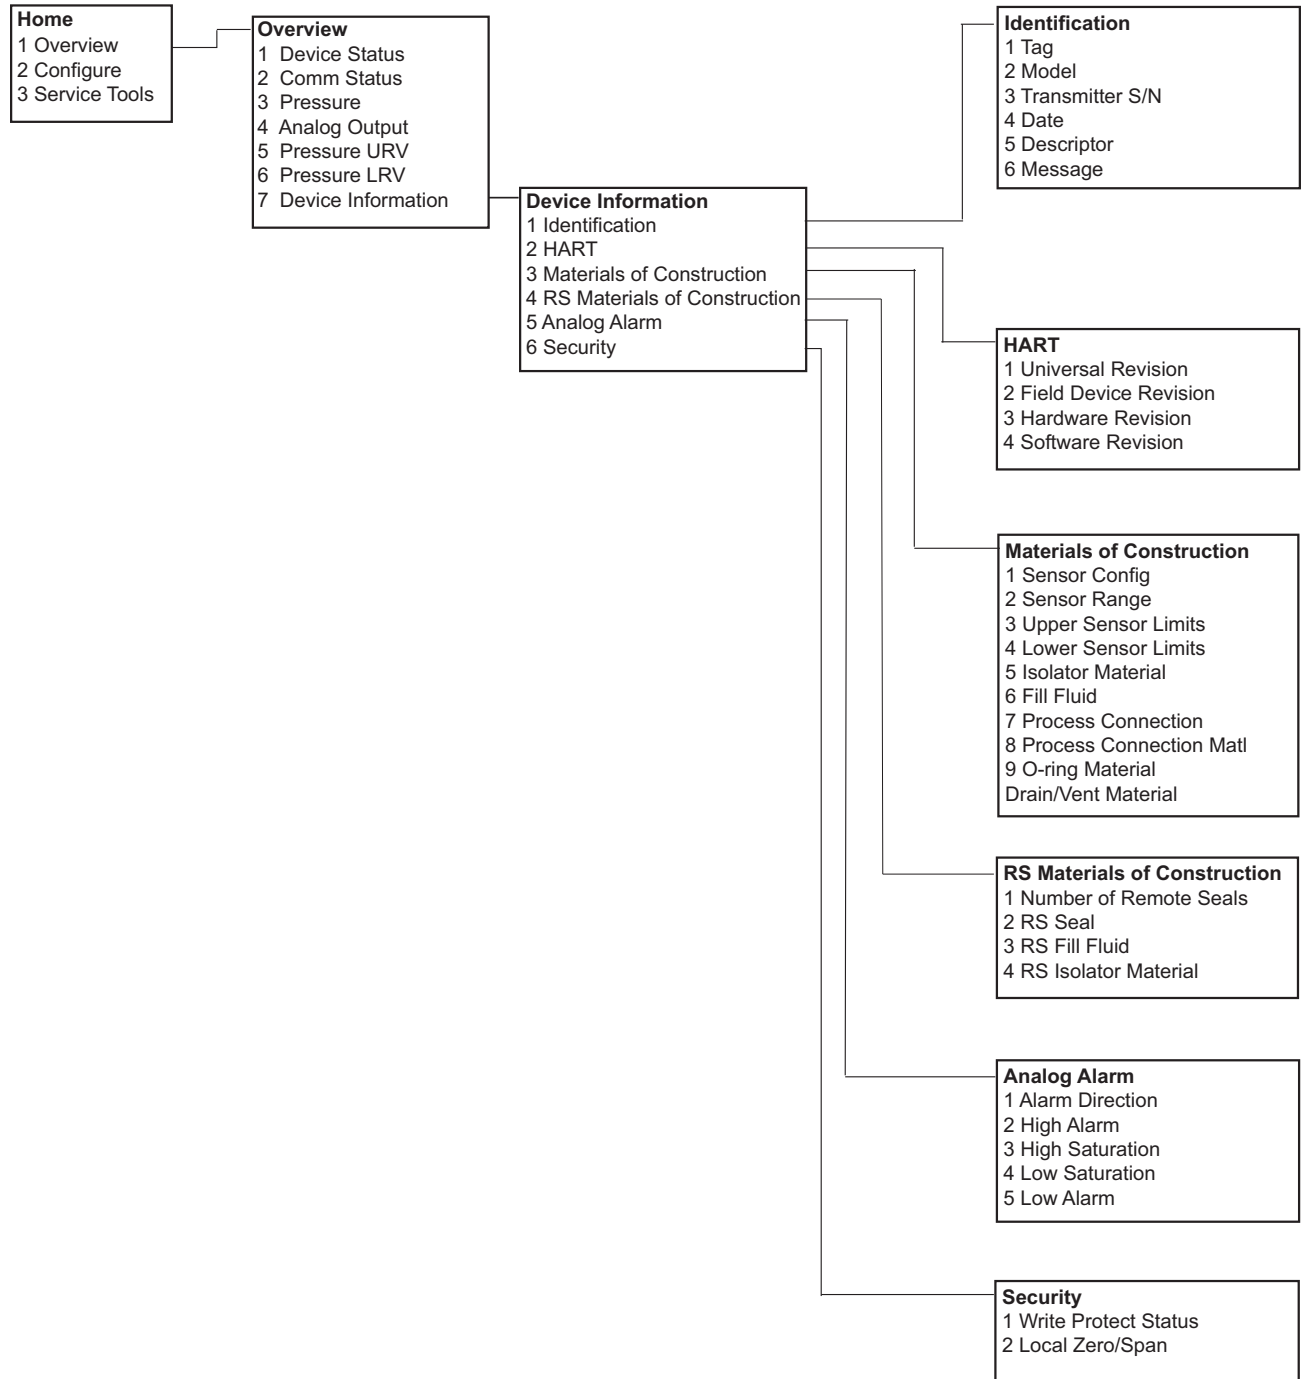 Home
1 Overview
2 Configure
3 Service Tools
Overview
1 Device Status
2 Comm Status
3 Pressure
4 Analog Output
5 Pressure URV
6 Pressure LRV
7 Device Information
Device Information
1 Identification
2 HART
3 Materials of Construction
4 RS Materials of Construction
5 Analog Alarm
6 Security
Identification
1 Tag
2 Model
3 Transmitter S/N
4 Date
5 Descriptor
6 Message
HART
1 Universal Revision
2 Field Device Revision
3 Hardware Revision
4 Software Revision
Materials of Construction
1 Sensor Config
2 Sensor Range
3 Upper Sensor Limits
4 Lower Sensor Limits
5 Isolator Material
6 Fill Fluid
7 Process Connection
8 Process Connection Matl
9 O-ring Material
Drain/Vent Material
RS Materials of Construction
1 Number of Remote Seals
2 RS Seal
3 RS Fill Fluid
4 RS Isolator Material
Analog Alarm
1 Alarm Direction
2 High Alarm
3 High Saturation
4 Low Saturation
5 Low Alarm
Security
1 Write Protect Status
2 Local Zero/Span